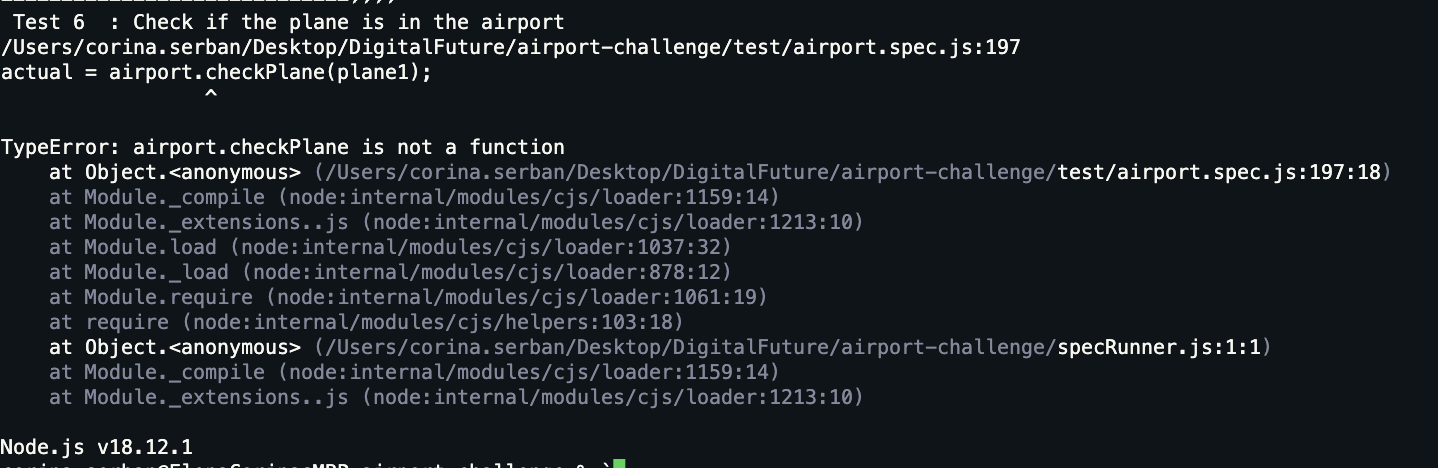 Test 6 : Check if the plane is in the airport
/Users/corina.serban/Desktop/DigitalFuture/airport-challenge/test/airport.spec.js:197
actual = airport.checkPlane(plane1);
^
TypeError: airport.checkPlane is not a function
at Object.<anonymous> (/Users/corina.serban/Desktop/DigitalFuture/airport-challenge/test/airport.spec.js:197:18)
at Module._compile (node:internal/modules/cjs/loader:1159:14)
at Module._extensions..js (node:internal/modules/cjs/loader:1213:10)
at Module.load (node:internal/modules/cjs/loader:1037:32)
at Module._load (node:internal/modules/cjs/loader:878:12)
at Module.require (node:internal/modules/cjs/loader:1061:19)
at require (node:internal/modules/cjs/helpers:103:18)
at Object.<anonymous> (/Users/corina.serban/Desktop/DigitalFuture/airport-challenge/specRunner.js:1:1)
at Module._compile (node:internal/modules/cjs/loader:1159:14)
at Module._extensions..js (node:internal/modules/cjs/loader:1213:10)
Node.js v18.12.1